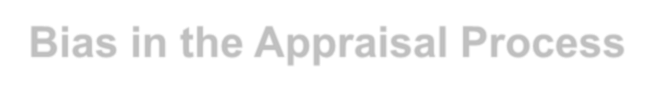 Bias in the Appraisal Process